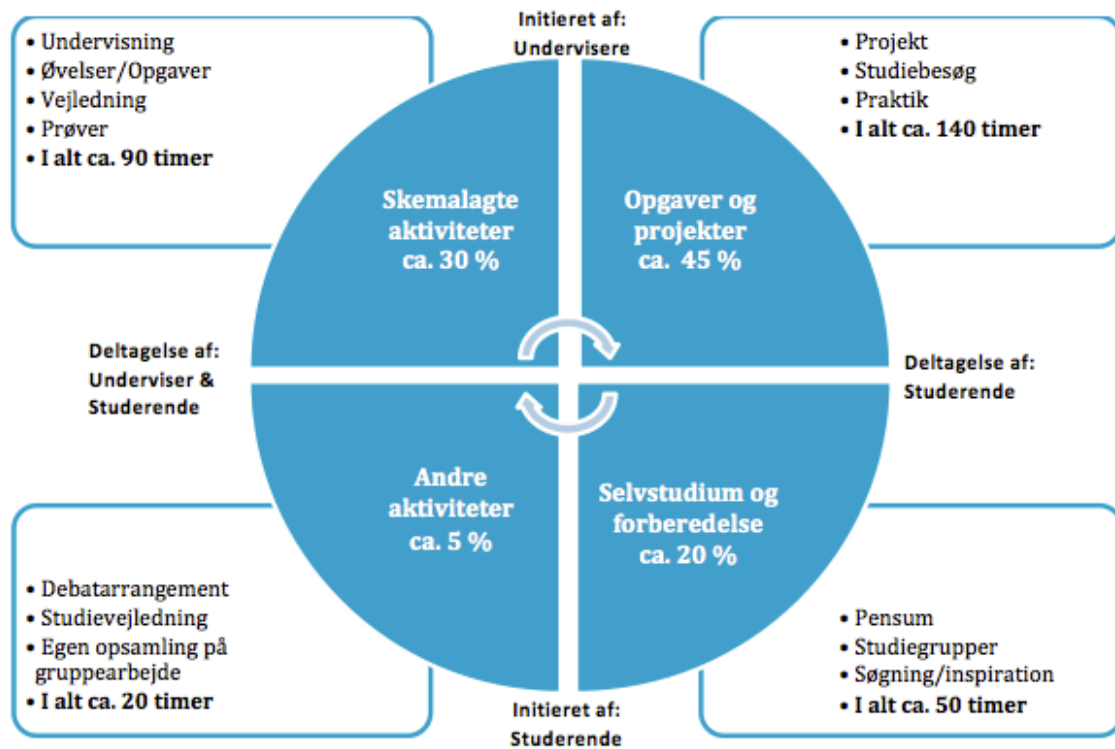 Initieret af:
Undervisere
• Undervisning
• Øvelser/Opgaver
• Vejledning
• Prøver
• I alt ca. 90 timer
• Projekt
• Studiebesøg
• Praktik
• I alt ca. 140 timer
Skemalagte
aktiviteter
ca. 30 %
Opgaver og
projekter
ca. 45 %
Deltagelse af:
Underviser &
Studerende
Deltagelse af:
Studerende
Andre
aktiviteter
ca. 5 %
Selvstudium og
forberedelse
ca. 20 %
• Debatarrangement
• Studievejledning
• Egen opsamling på
gruppearbejde
• I alt ca. 20 timer
• Pensum
• Studiegrupper
• Søgning/inspiration
• I alt ca. 50 timer
Initieret af:
Studerende